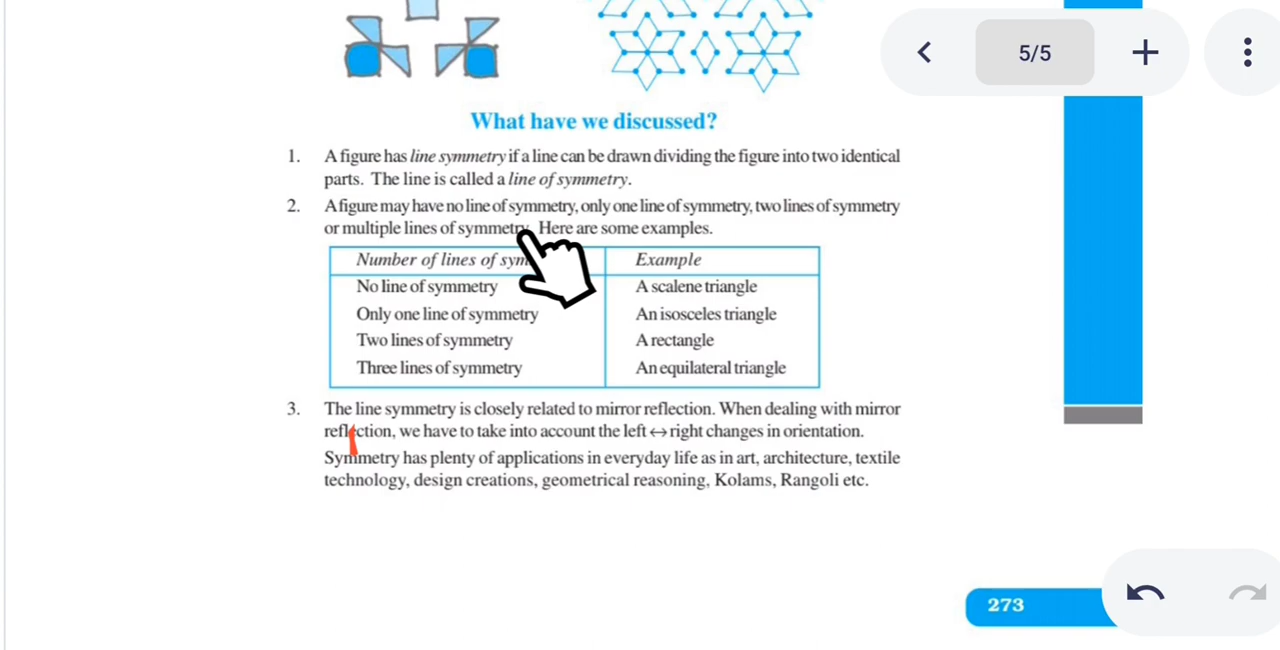 5/5
What have we discussed?
1. A figure has line symmetry if a line can be drawn dividing the figure into two identical
parts. The line is called a line of symmetry.
2. A figure may have no line of symmetry, only one line of symmetry, two lines of symmetry
or multiple lines of symmetry. Here are some examples.
Number of lines of sym Example
No line of symmetry A scalene triangle
Only one line of symmetry An isosceles triangle
Two lines of symmetry A rectangle
Three lines of symmetry An equilateral triangle
3. The line symmetry is closely related to mirror reflection. When dealing with mirror
reflection, we have to take into account the left ↔ right changes in orientation.
Symmetry has plenty of applications in everyday life as in art, architecture, textile
technology, design creations, geometrical reasoning, Kolams, Rangoli etc.
273